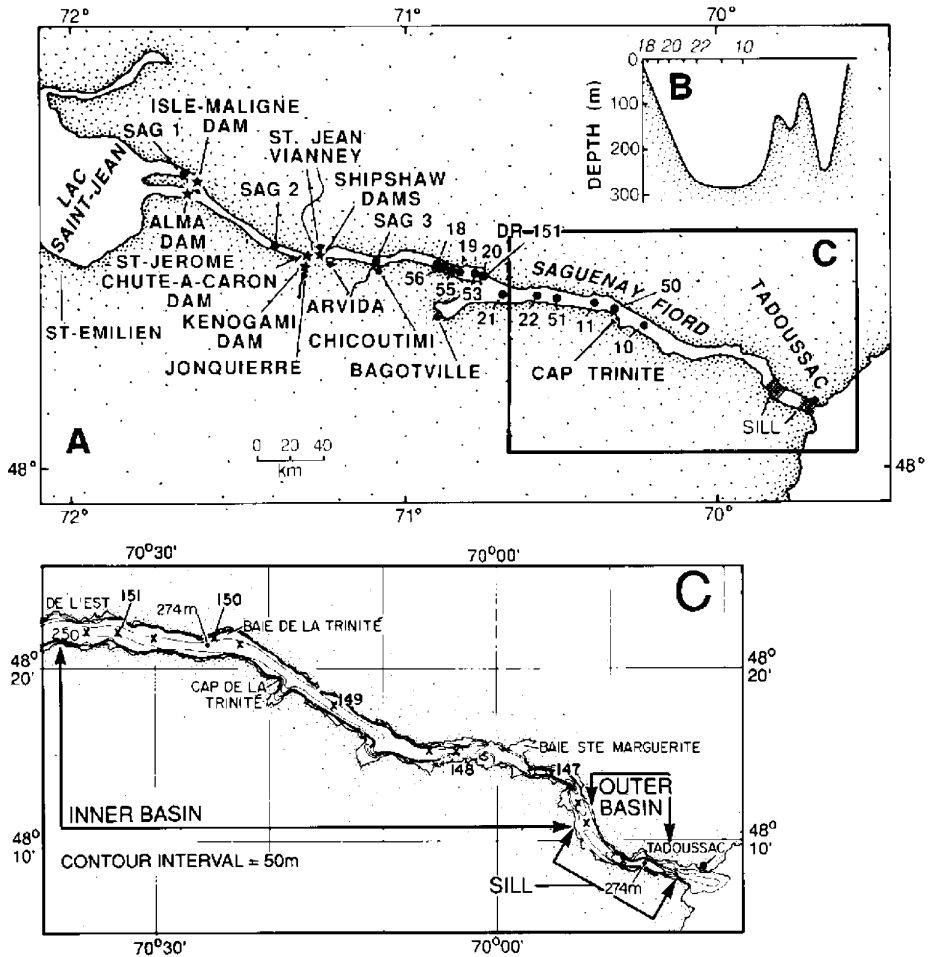 72°
71°
70°
18 20 22 10
0
100
200
300
DEPTH (m)
B
ISLE-MALIGNE
DAM
SAG 1
ST. JEAN
VIANNEY
SAG 2
SHIPSHAW
DAMS
SAG 3
LAC
SAINT-JEAN
18
19
20
DR-151
C
ALMA
DAM
ST-JEROME
CHUTE-A-CARON
DAM
56
55
53
SAGUENAY FIORD
50
TADOUSSAC
ST-EMILIEN
KENOGAMI
DAM
ARVIDA
21
22
51
11
10
JONQUIERRE
CHICOUTIMI
BAGOTVILLE
CAP TRINITE
SILL
A
0 20 40
km
48°
48°
72°
71°
70°
70°30'
70°00'
C
DE L'EST
151
274m
150
BAIE DE LA TRINITÉ
250
48°
20'
48°
20'
CAP DE LA
TRINITÉ
149
BAIE STE MARGUERITE
148
147
OUTER
BASIN
INNER BASIN
48°
10'
48°
10'
TADOUSSAC
CONTOUR INTERVAL = 50m
274m
SILL
70°30'
70°00'